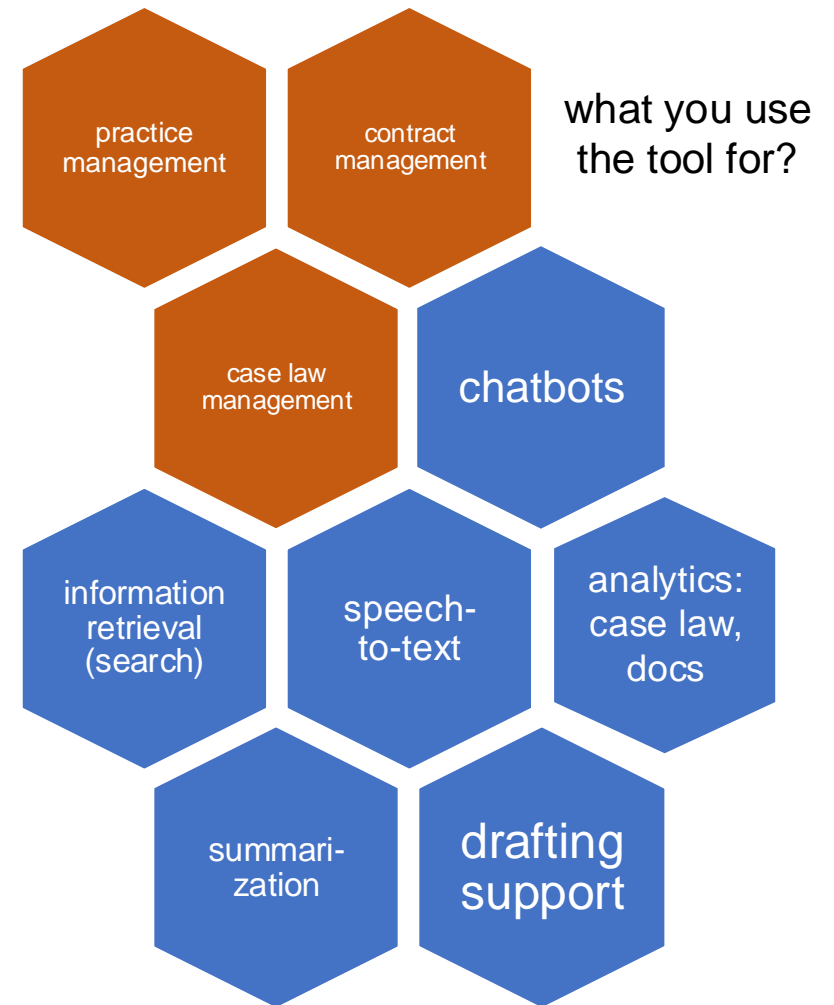 practice
management
contract
management
what you use
the tool for?
case law
management
chatbots
information
retrieval
(search)
speech-
to-text
analytics:
case law,
docs
summari-
zation
drafting
support